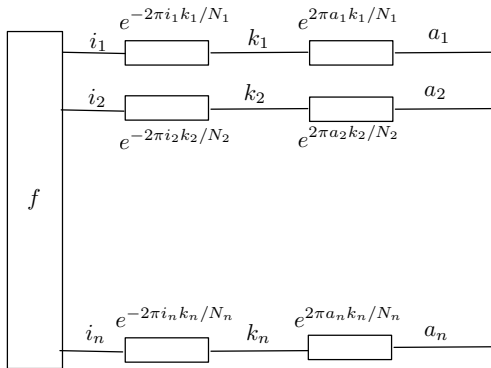 e^{-2πi_1k_1/N_1} e^{2πa_1k_1/N_1}
i_1 k_1 a_1
i_2 k_2 a_2
e^{-2πi_2k_2/N_2} e^{2πa_2k_2/N_2}
f
e^{-2πi_nk_n/N_n} e^{2πa_nk_n/N_n}
i_n k_n a_n